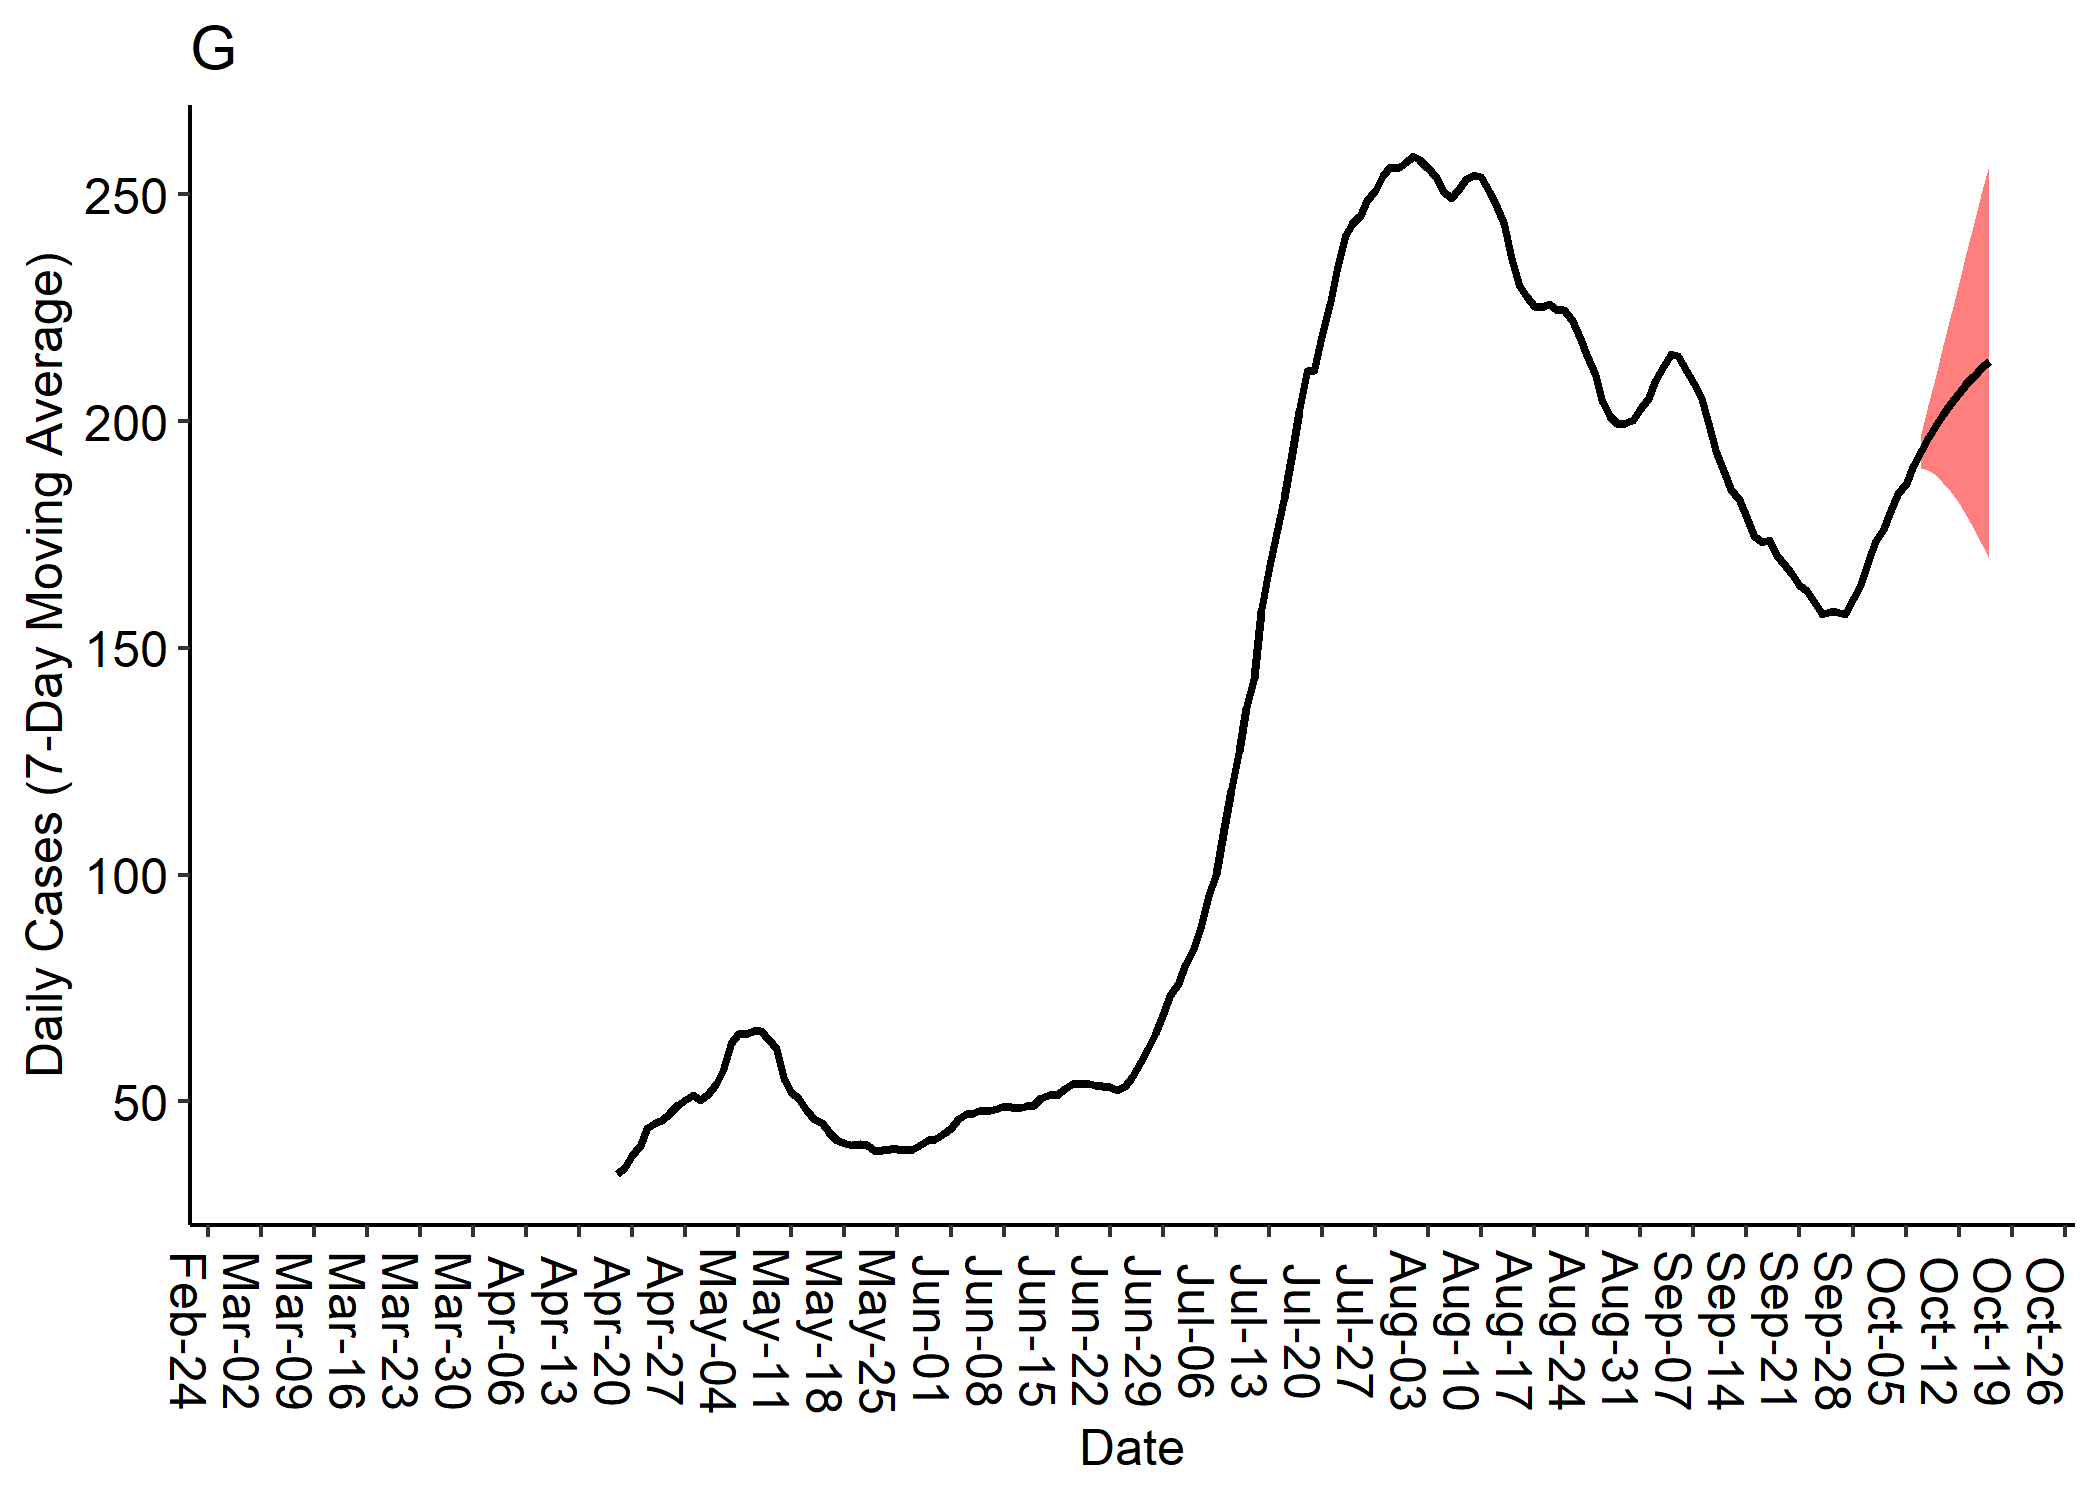 G
Daily Cases (7-Day Moving Average)
250
200
150
100
50
Feb-24
Mar-02
Mar-09
Mar-16
Mar-23
Mar-30
Apr-06
Apr-13
Apr-20
Apr-27
May-04
May-11
May-18
May-25
Jun-01
Jun-08
Jun-15
Jun-22
Jun-29
Jul-06
Jul-13
Jul-20
Jul-27
Aug-03
Aug-10
Aug-17
Aug-24
Aug-31
Sep-07
Sep-14
Sep-21
Sep-28
Oct-05
Oct-12
Oct-19
Oct-26
Date